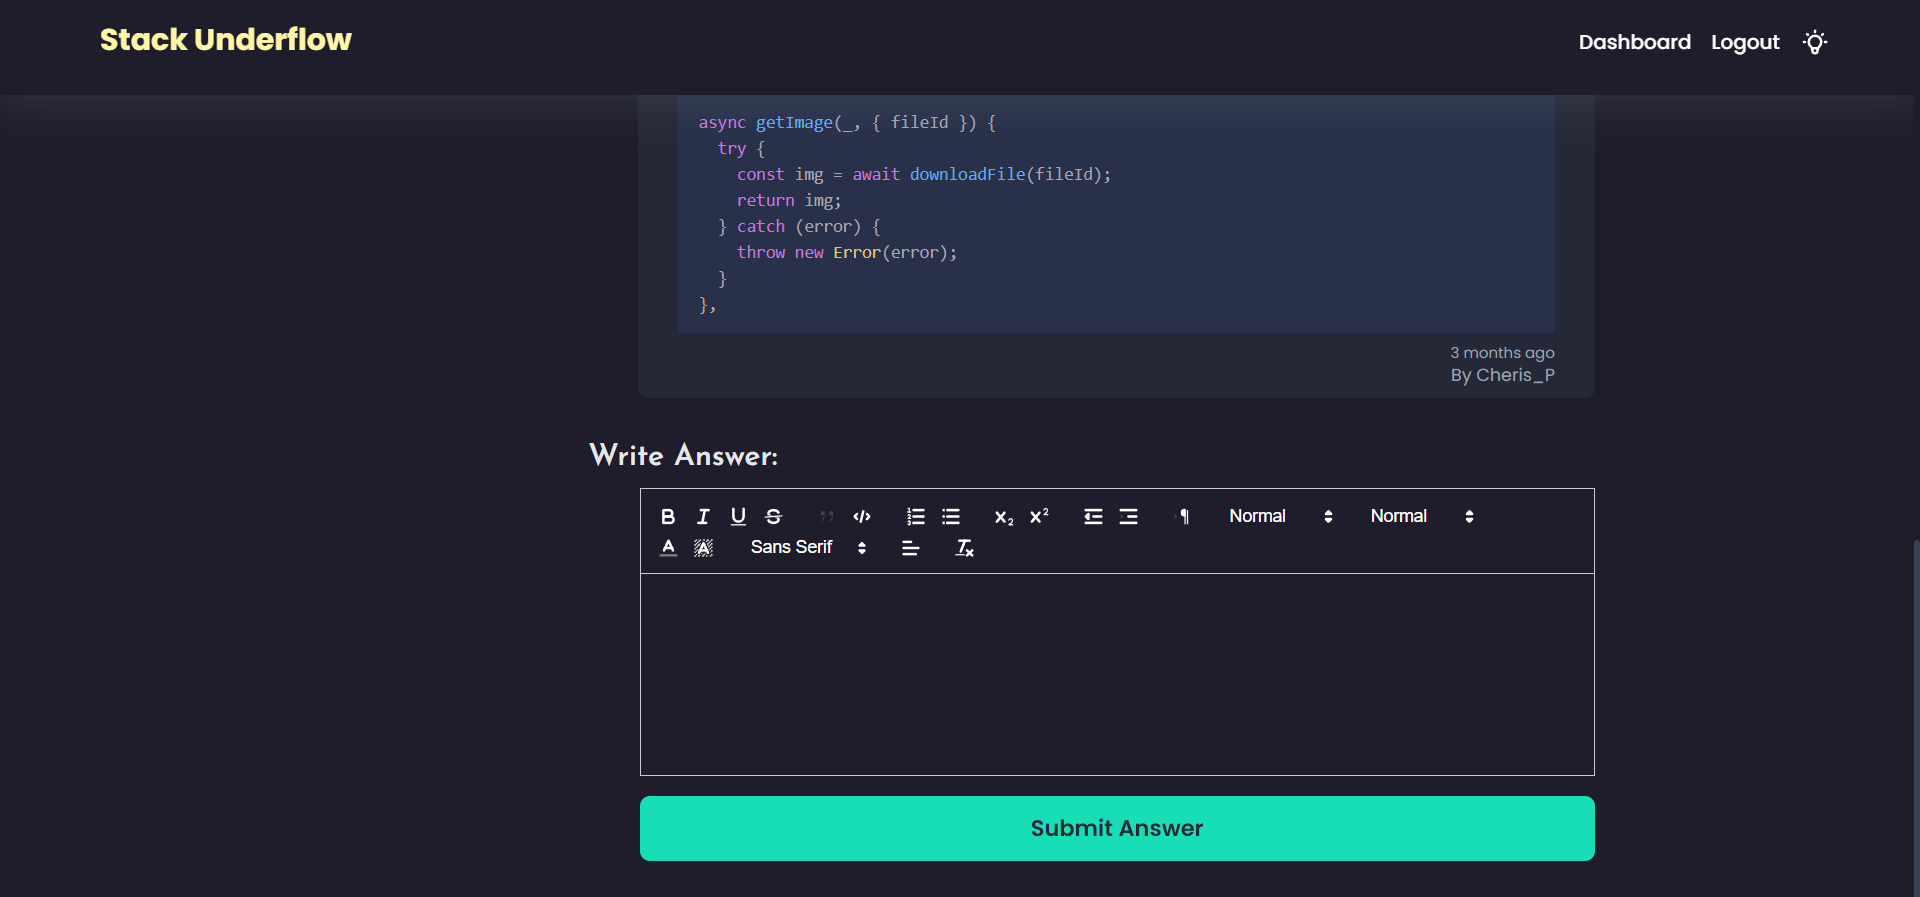 Stack Underflow
Dashboard Logout
async getImage(_, { fileId }) {
try {
const img = await downloadFile(fileId);
return img;
} catch (error) {
throw new Error(error);
}
},
3 months ago
By Cheris_P
Write Answer:
Normal Normal
Sans Serif
Submit Answer